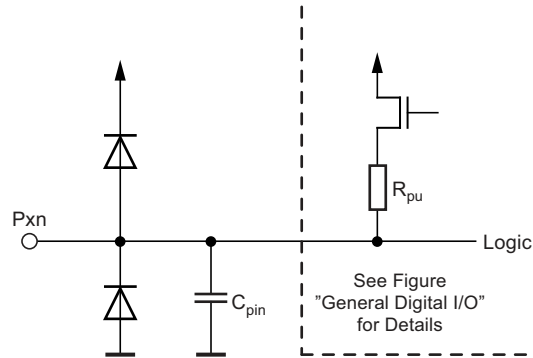 Pxn
R_pu
Logic
C_pin
See Figure
"General Digital I/O"
for Details